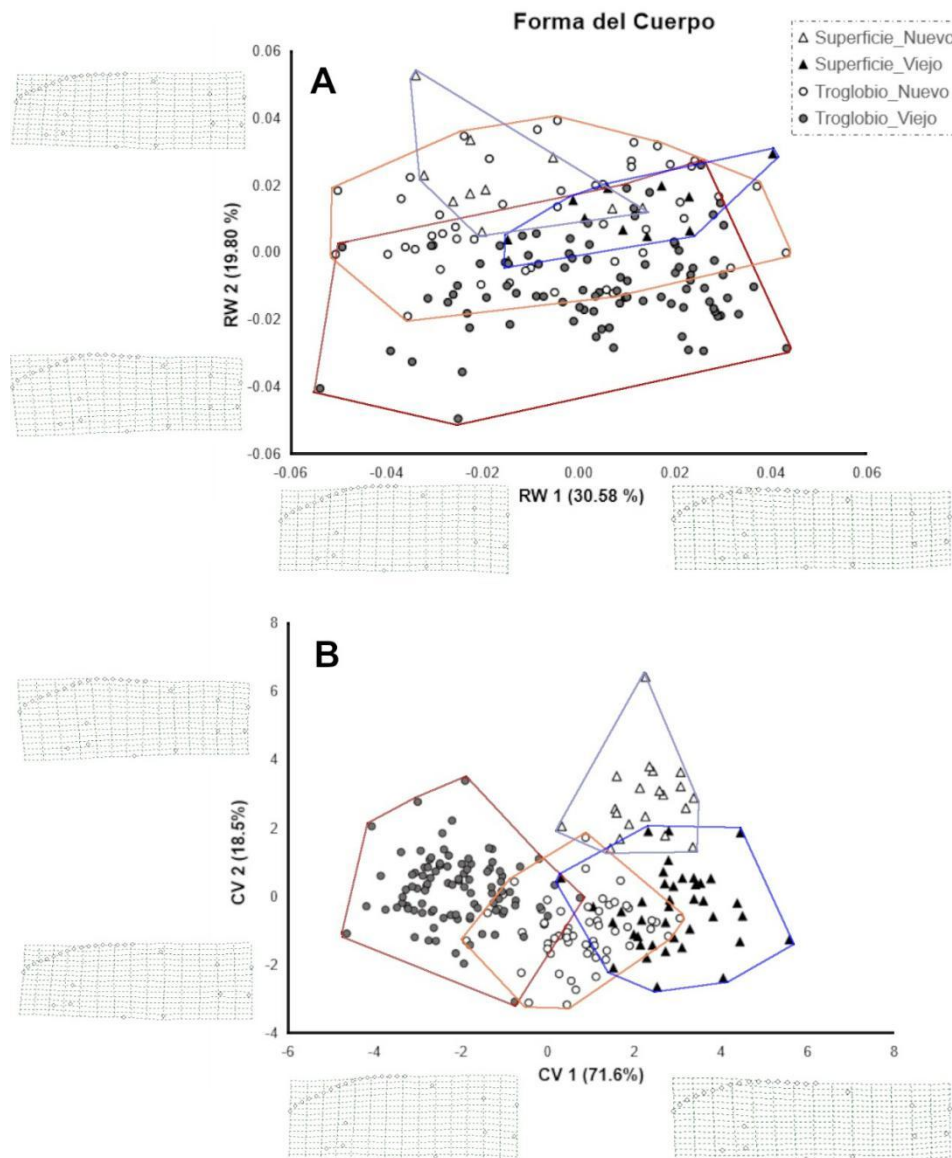 Forma del Cuerpo
Superficie_Nuevo
Superficie_Viejo
Troglobio_Nuevo
Troglobio_Viejo
A
0.06
0.04
0.02
0.00
-0.02
-0.04
-0.06
RW 2 (19.80 %)
-0.06
-0.04
-0.02
0.00
0.02
0.04
0.06
RW 1 (30.58 %)
B
8
6
4
2
0
-2
-4
CV 2 (18.5%)
-6
-4
-2
0
2
4
6
8
CV 1 (71.6%)